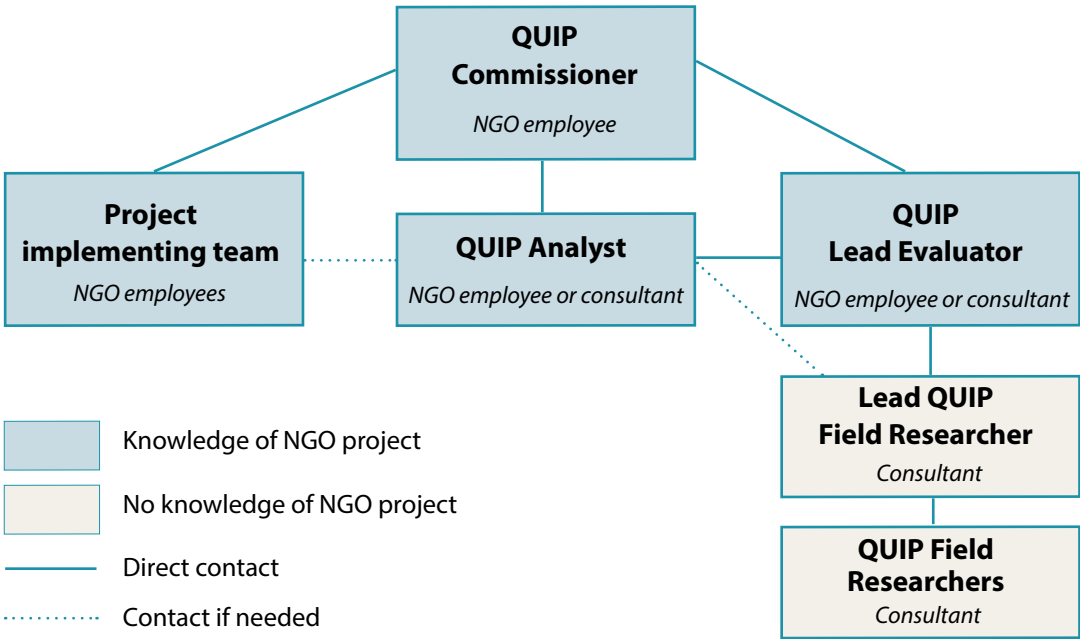 QUIP
Commissioner
NGO employee
Project
implementing team
NGO employees
QUIP Analyst
NGO employee or consultant
QUIP
Lead Evaluator
NGO employee or consultant
Lead QUIP
Field Researcher
Consultant
QUIP Field
Researchers
Consultant
Knowledge of NGO project
No knowledge of NGO project
Direct contact
Contact if needed